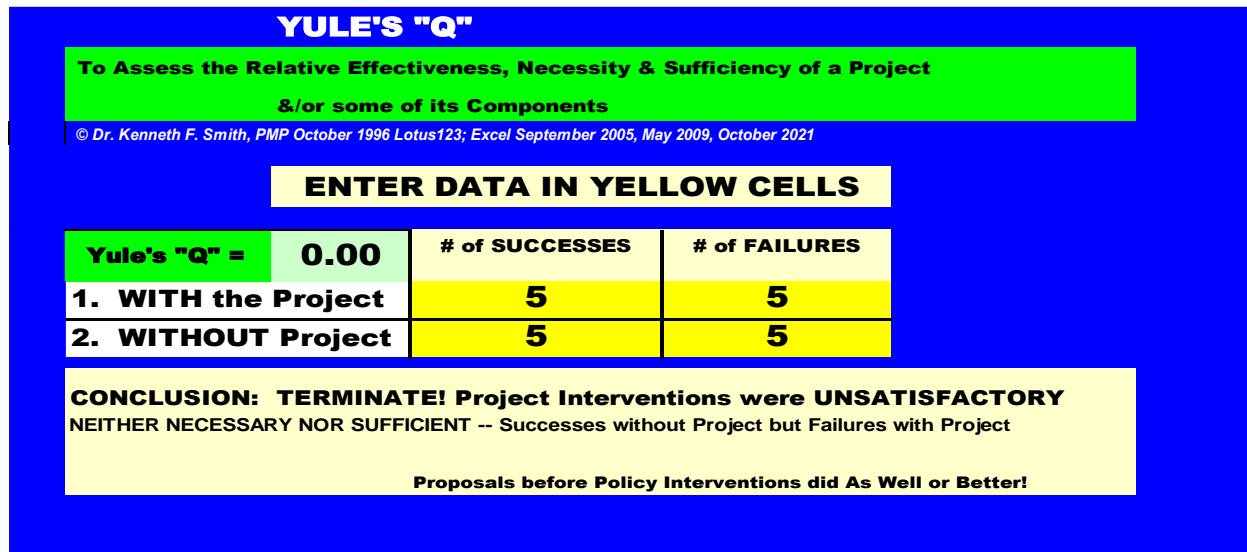 YULE'S "Q"
To Assess the Relative Effectiveness, Necessity & Sufficiency of a Project
&/or some of its Components
© Dr. Kenneth F. Smith, PMP October 1996 Lotus123; Excel September 2005, May 2009, October 2021
ENTER DATA IN YELLOW CELLS
Yule's "Q" = 0.00 # of SUCCESSES # of FAILURES
1. WITH the Project 5 5
2. WITHOUT Project 5 5
CONCLUSION: TERMINATE! Project Interventions were UNSATISFACTORY
NEITHER NECESSARY NOR SUFFICIENT -- Successes without Project but Failures with Project
Proposals before Policy Interventions did As Well or Better!